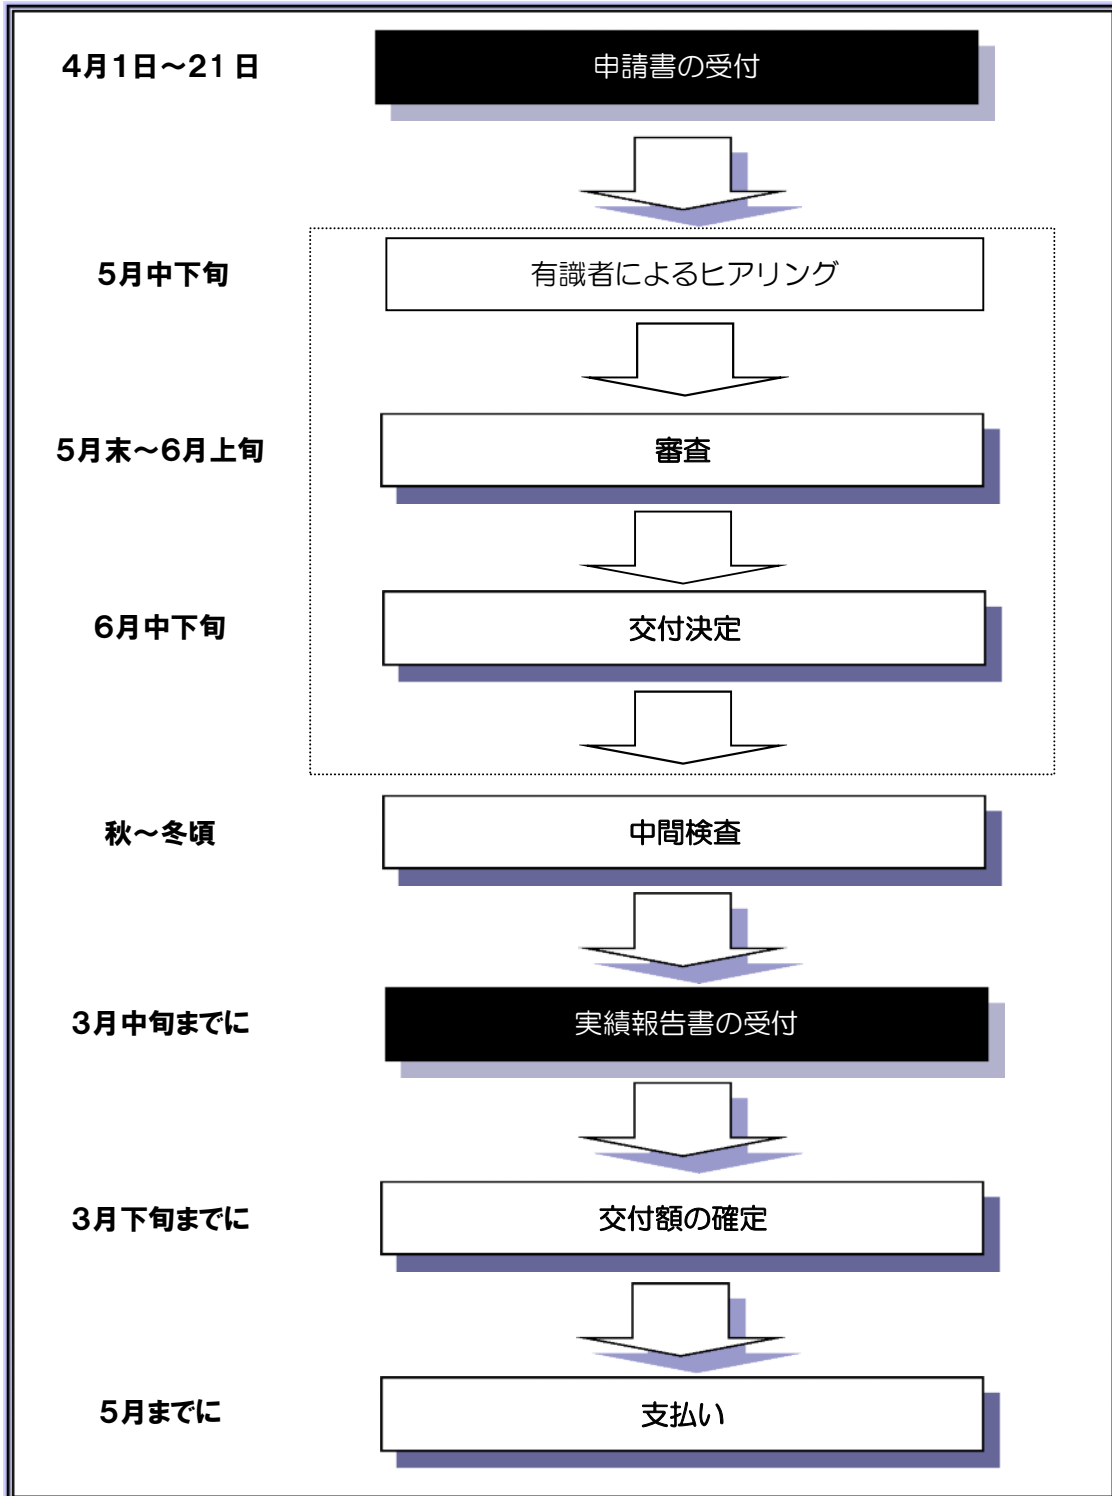 4月1日～21日
申請書の受付
5月中下旬
有識者によるヒアリング
5月末～6月上旬
審査
6月中下旬
交付決定
秋～冬頃
中間検査
3月中旬までに
実績報告書の受付
3月下旬までに
交付額の確定
5月までに
支払い